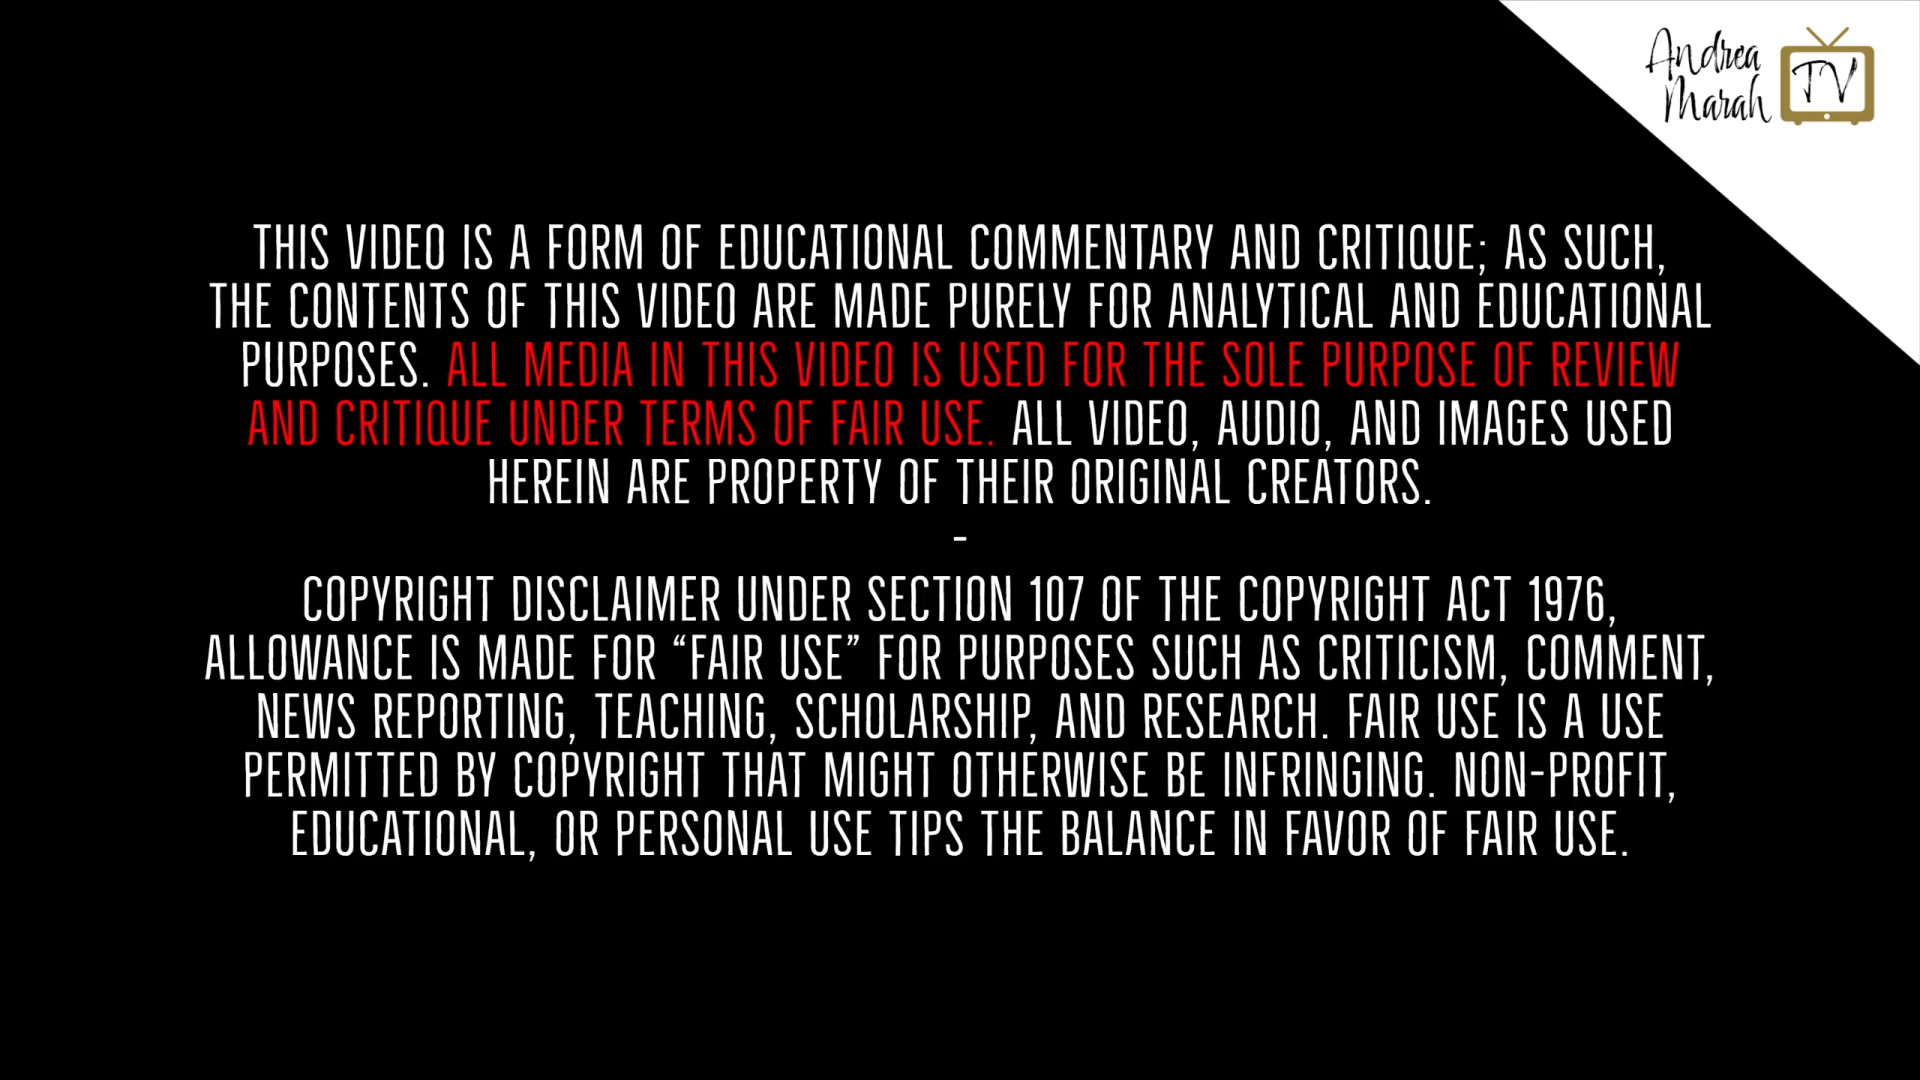 Andrea
Marah
TV
THIS VIDEO IS A FORM OF EDUCATIONAL COMMENTARY AND CRITIQUE; AS SUCH,
THE CONTENTS OF THIS VIDEO ARE MADE PURELY FOR ANALYTICAL AND EDUCATIONAL
PURPOSES. ALL MEDIA IN THIS VIDEO IS USED FOR THE SOLE PURPOSE OF REVIEW
AND CRITIQUE UNDER TERMS OF FAIR USE. ALL VIDEO, AUDIO, AND IMAGES USED
HEREIN ARE PROPERTY OF THEIR ORIGINAL CREATORS.
-
COPYRIGHT DISCLAIMER UNDER SECTION 107 OF THE COPYRIGHT ACT 1976,
ALLOWANCE IS MADE FOR “FAIR USE” FOR PURPOSES SUCH AS CRITICISM, COMMENT,
NEWS REPORTING, TEACHING, SCHOLARSHIP, AND RESEARCH. FAIR USE IS A USE
PERMITTED BY COPYRIGHT THAT MIGHT OTHERWISE BE INFRINGING. NON-PROFIT,
EDUCATIONAL, OR PERSONAL USE TIPS THE BALANCE IN FAVOR OF FAIR USE.